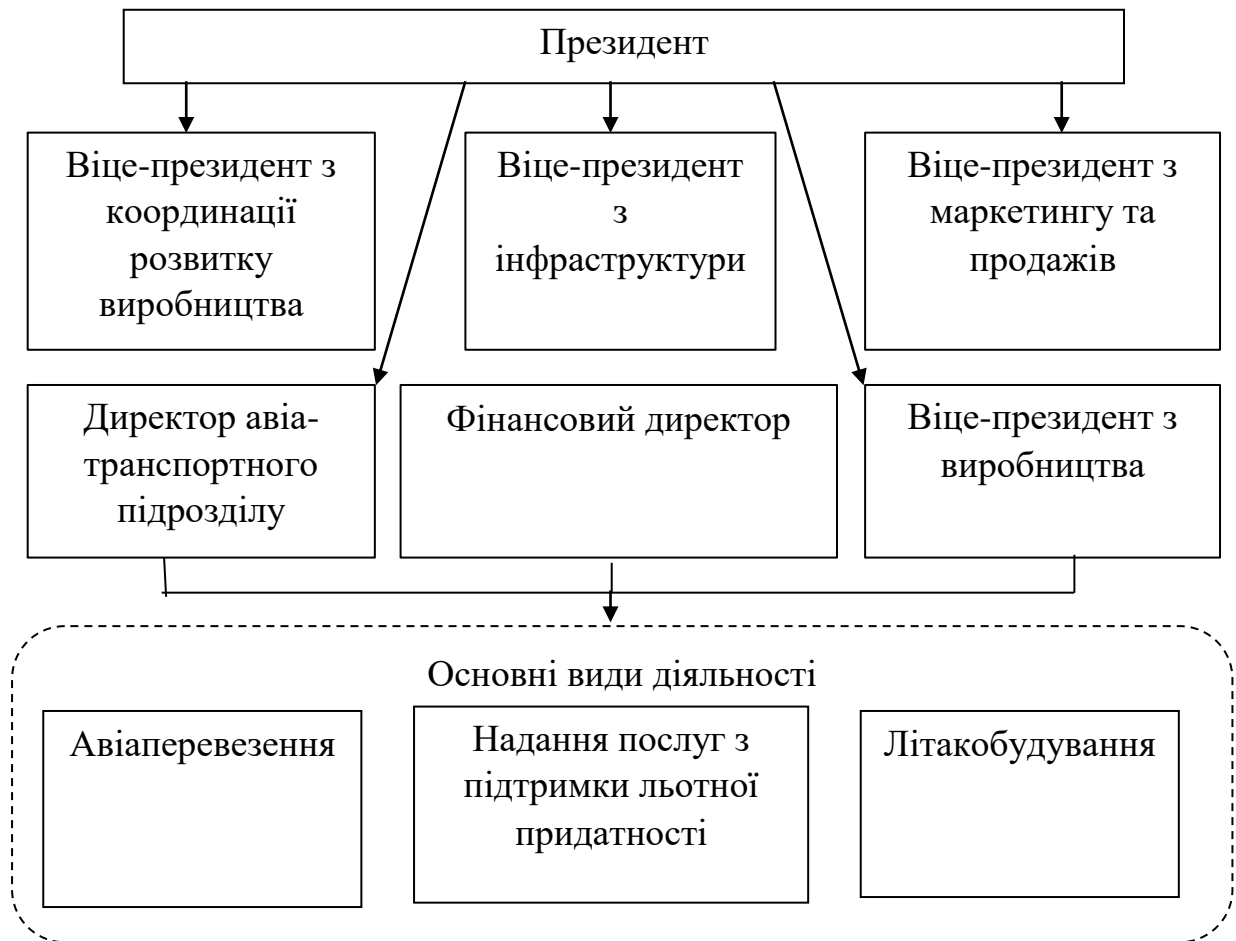 Президент
Віце-президент з
координації
розвитку
виробництва
Віце-президент
з
інфраструктури
Віце-президент з
маркетингу та
продажів
Директор авіа-
транспортного
підрозділу
Фінансовий директор
Віце-президент з
виробництва
Основні види діяльності
Авіаперевезення
Надання послуг з
підтримки льотної
придатності
Літакобудування